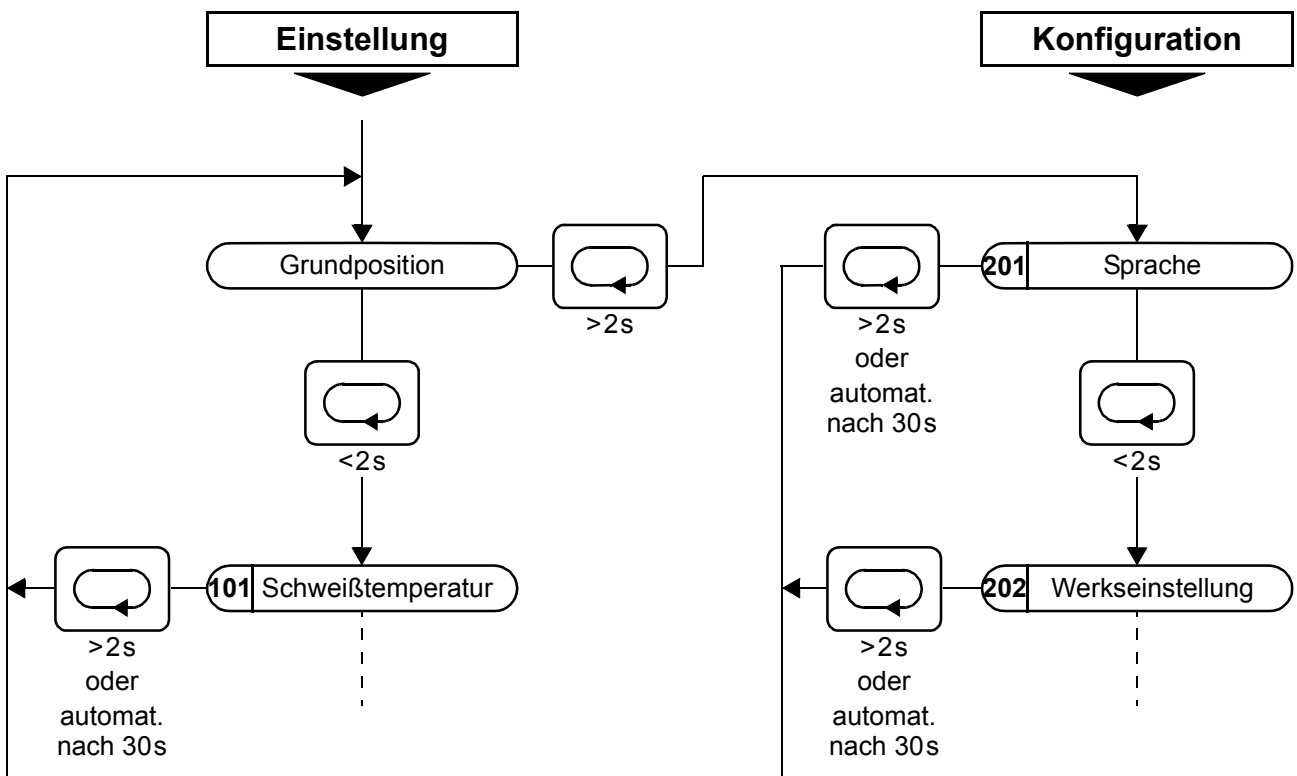 Einstellung
Konfiguration
Grundposition
>2s
>2s
oder
automat.
nach 30s
201 Sprache
<2s
<2s
>2s
oder
automat.
nach 30s
101 Schweißtemperatur
>2s
oder
automat.
nach 30s
202 Werkseinstellung